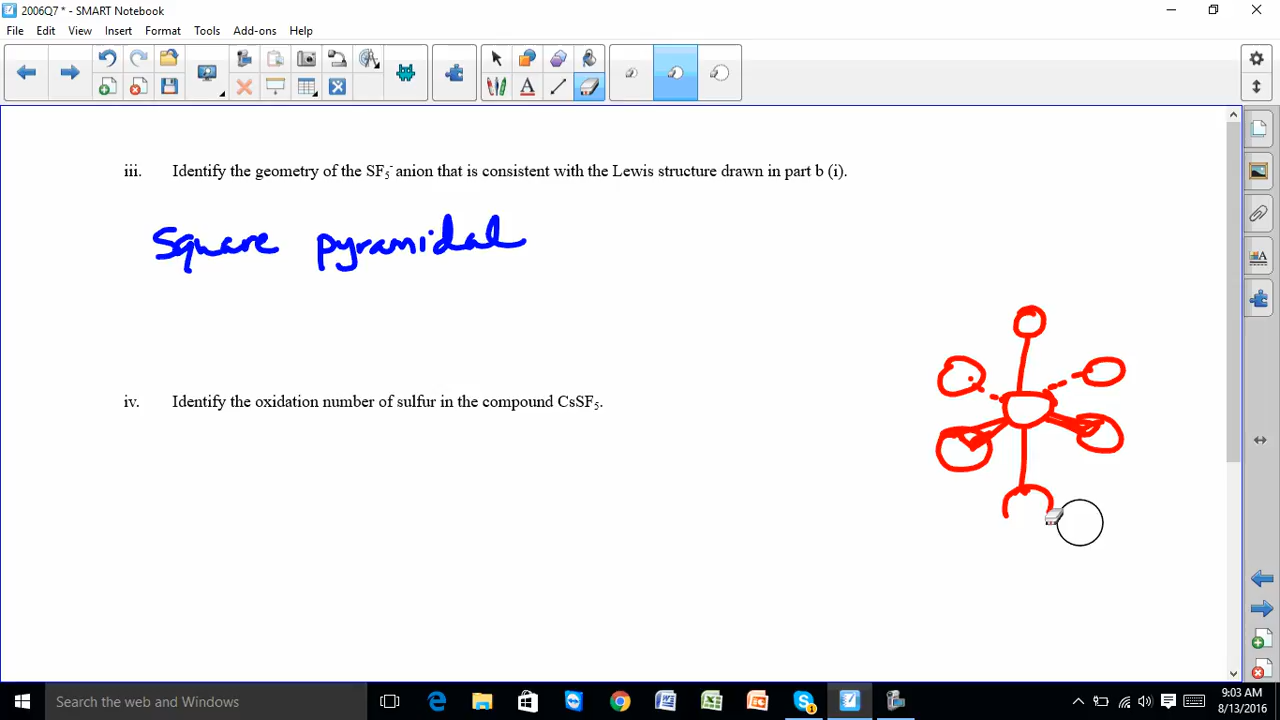 2006Q7 * - SMART Notebook
File Edit View Insert Format Tools Add-ons Help
iii. Identify the geometry of the SF₅⁻ anion that is consistent with the Lewis structure drawn in part b (i).
Square pyramidal
iv. Identify the oxidation number of sulfur in the compound CsSF₅.
Search the web and Windows
9:03 AM
8/13/2016